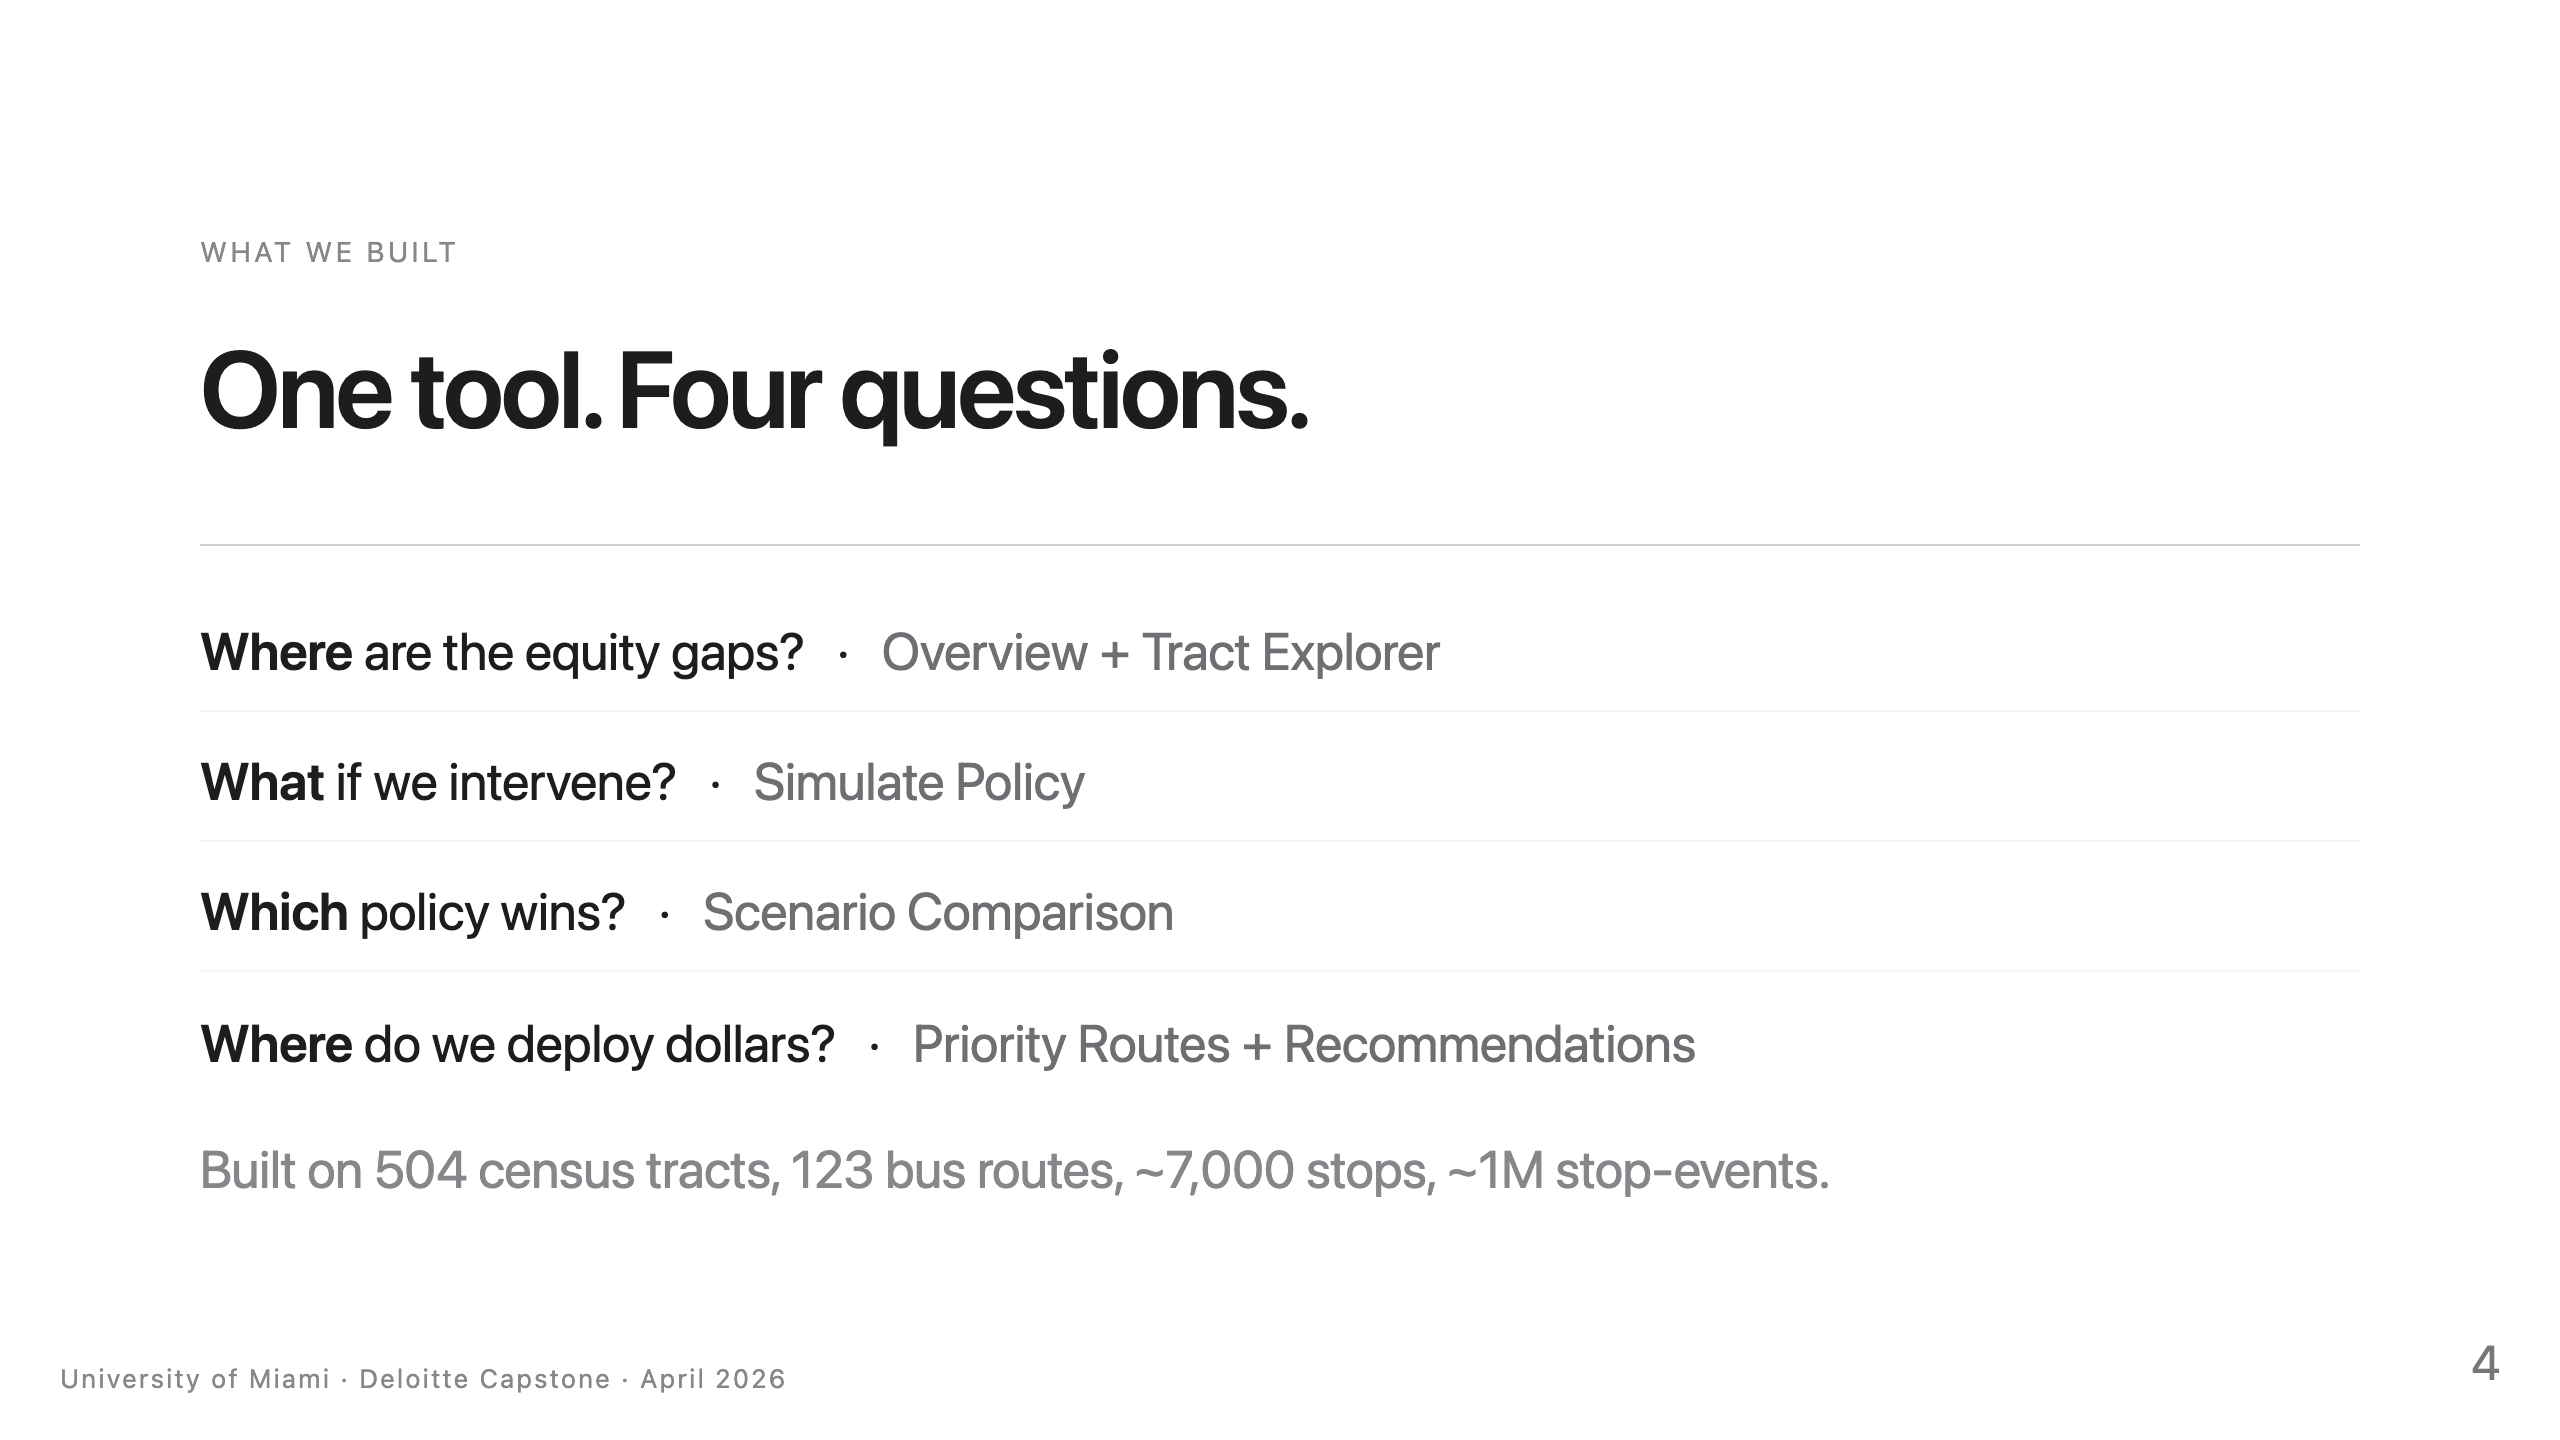 WHAT WE BUILT
One tool. Four questions.
Where are the equity gaps? · Overview + Tract Explorer
What if we intervene? · Simulate Policy
Which policy wins? · Scenario Comparison
Where do we deploy dollars? · Priority Routes + Recommendations
Built on 504 census tracts, 123 bus routes, ~7,000 stops, ~1M stop-events.
University of Miami · Deloitte Capstone · April 2026
4